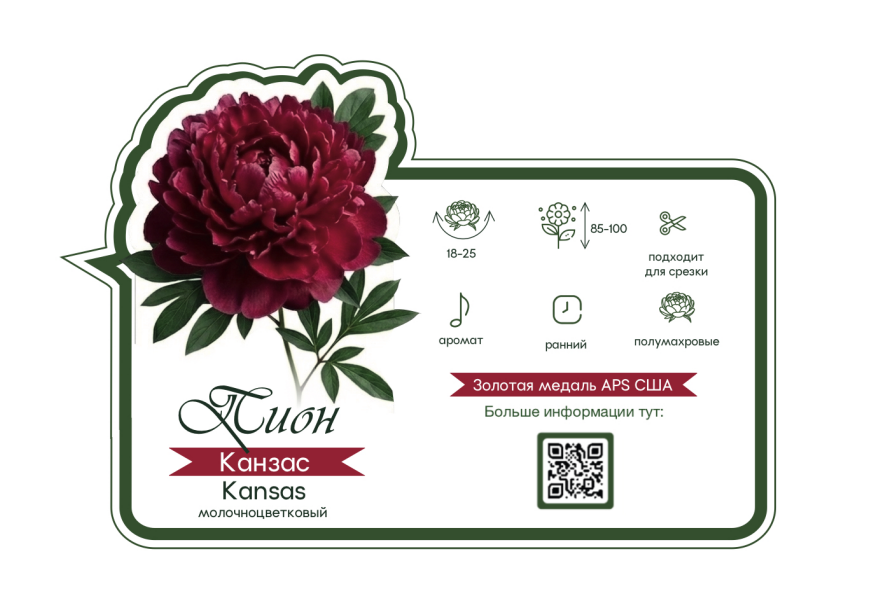 Пион
Канзас
Kansas
молочноцветковый
18-25
85-100
подходит
для срезки
аромат
ранний
полумахровые
Золотая медаль APS США
Больше информации тут: